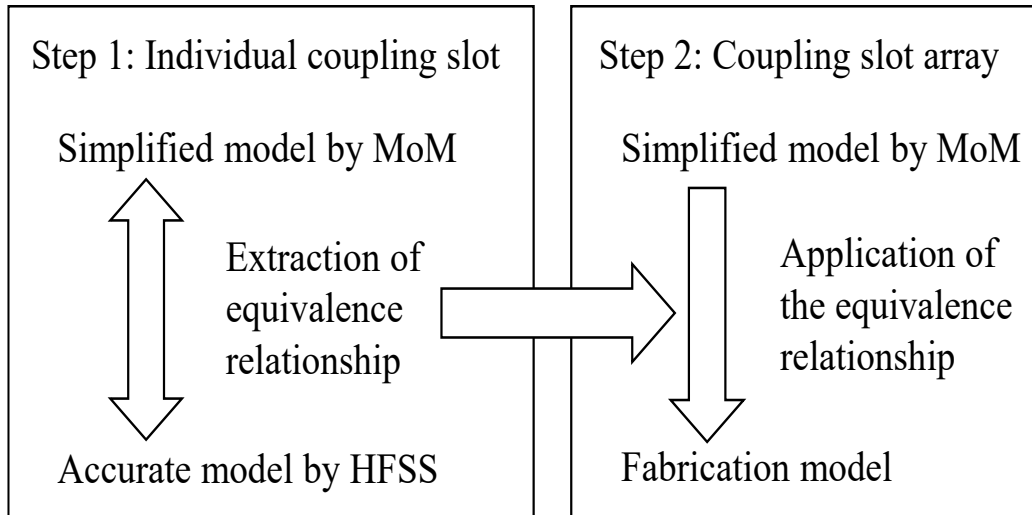 Step 1: Individual coupling slot
Simplified model by MoM
Extraction of
equivalence
relationship
Accurate model by HFSS
Step 2: Coupling slot array
Simplified model by MoM
Application of
the equivalence
relationship
Fabrication model